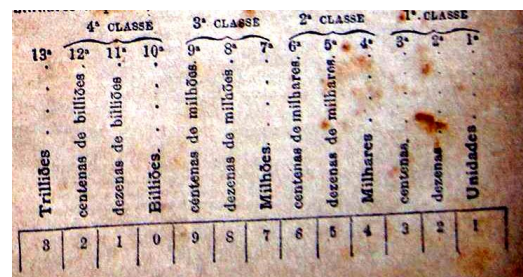 4ª CLASSE 3ª CLASSE 2ª CLASSE 1ª. CLASSE
13ª 12ª 11ª 10ª 9ª 8ª 7ª 6ª 5ª 4ª 3ª 2ª 1ª
Trilliões . . . .
centenas de billiões
dezenas de billiões
Billiões. . . . .
centenas de milhões.
dezenas de milhões.
Milhões. . . . .
centenas de milhares.
dezenas de milhares.
Milhares . . . .
centenas. . . . .
dezenas . . . .
Unidades . . . .
3 2 1 0 9 8 7 6 5 4 3 2 1